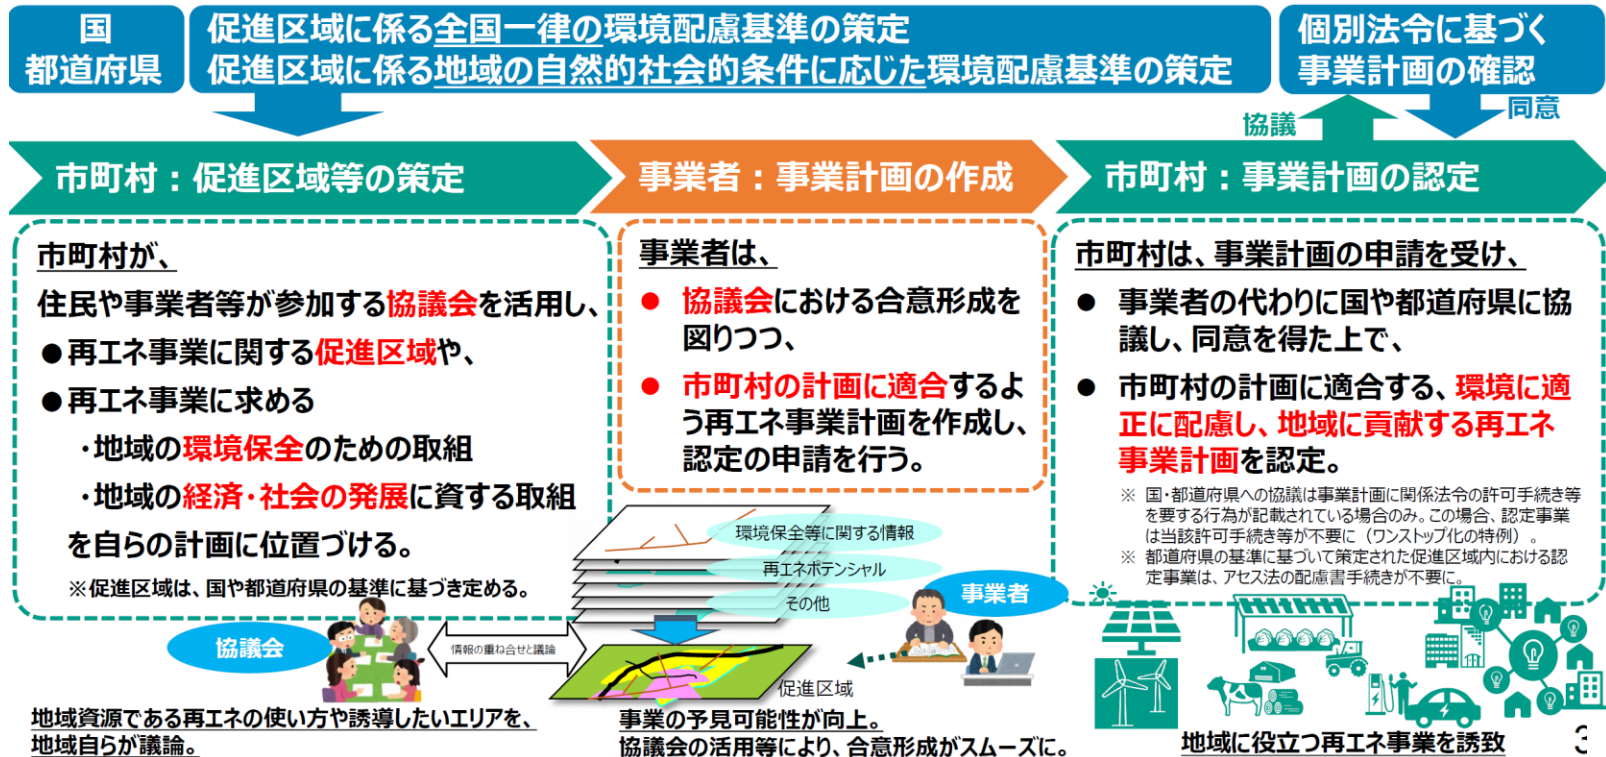 国
都道府県
促進区域に係る全国一律の環境配慮基準の策定
促進区域に係る地域の自然的社会的条件に応じた環境配慮基準の策定
個別法令に基づく
事業計画の確認
協議
同意
市町村：促進区域等の策定
事業者：事業計画の作成
市町村：事業計画の認定
市町村が、
住民や事業者等が参加する協議会を活用し、
●再エネ事業に関する促進区域や、
●再エネ事業に求める
・地域の環境保全のための取組
・地域の経済・社会の発展に資する取組
を自らの計画に位置づける。
※促進区域は、国や都道府県の基準に基づき定める。
事業者は、
● 協議会における合意形成を
図りつつ、
● 市町村の計画に適合するよ
う再エネ事業計画を作成し、
認定の申請を行う。
市町村は、事業計画の申請を受け、
● 事業者の代わりに国や都道府県に協
議し、同意を得た上で、
● 市町村の計画に適合する、環境に適
正に配慮し、地域に貢献する再エネ
事業計画を認定。
※ 国・都道府県への協議は事業計画に関係法令の許可手続き等
を要する行為が記載されている場合のみ。この場合、認定事業
は当該許可手続き等が不要に（ワンストップ化の特例）。
※ 都道府県の基準に基づいて策定された促進区域内における認
定事業は、アセス法の配慮書手続きが不要に。
環境保全等に関する情報
再エネポテンシャル
その他
事業者
協議会
情報の重ね合せと議論
促進区域
地域資源である再エネの使い方や誘導したいエリアを、
地域自らが議論。
事業の予見可能性が向上。
協議会の活用等により、合意形成がスムーズに。
地域に役立つ再エネ事業を誘致
3